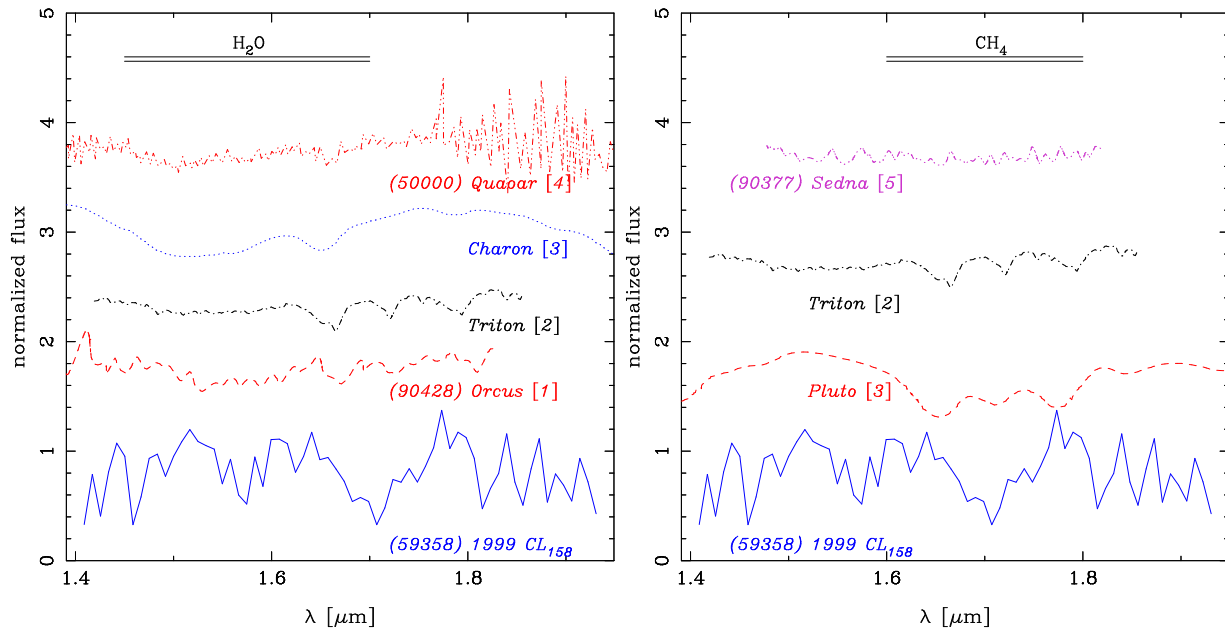 5
4
3
2
1
0
normalized flux
H₂O
(50000) Quaoar [4]
Charon [3]
Triton [2]
(90428) Orcus [1]
(59358) 1999 CL₁₅₈
1.4
1.6
1.8
λ [μm]
5
4
3
2
1
0
normalized flux
CH₄
(90377) Sedna [5]
Triton [2]
Pluto [3]
(59358) 1999 CL₁₅₈
1.4
1.6
1.8
λ [μm]